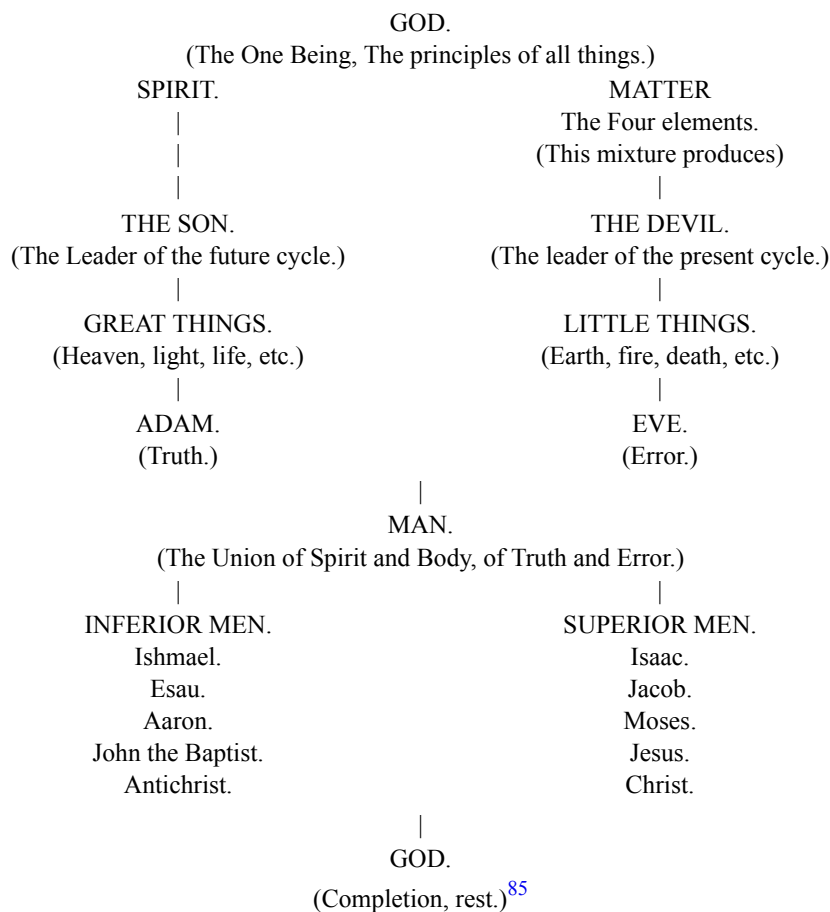 GOD.
(The One Being, The principles of all things.)
SPIRIT. MATTER
| The Four elements.
| (This mixture produces)
| |
THE SON. THE DEVIL.
(The Leader of the future cycle.) (The leader of the present cycle.)
| |
GREAT THINGS. LITTLE THINGS.
(Heaven, light, life, etc.) (Earth, fire, death, etc.)
| |
ADAM. EVE.
(Truth.) (Error.)
|
MAN.
(The Union of Spirit and Body, of Truth and Error.)
| |
INFERIOR MEN. SUPERIOR MEN.
Ishmael. Isaac.
Esau. Jacob.
Aaron. Moses.
John the Baptist. Jesus.
Antichrist. Christ.
|
GOD.
(Completion, rest.)85